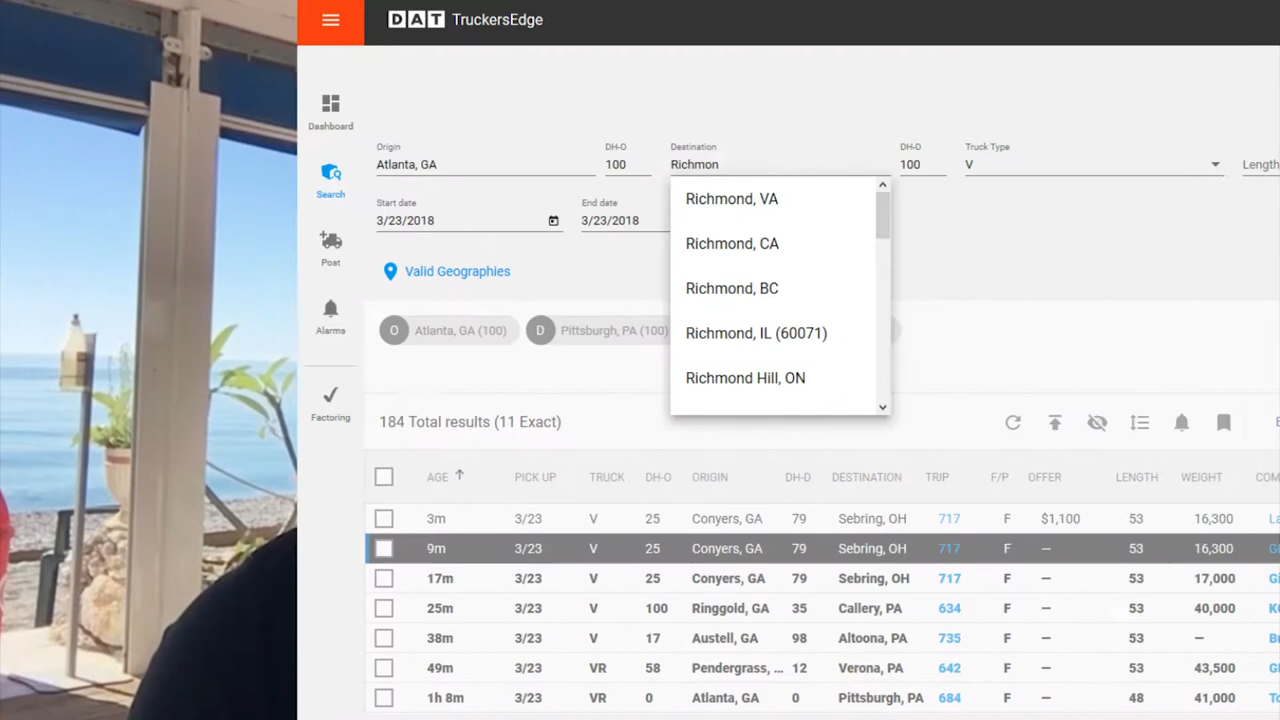 DAT TruckersEdge
Dashboard
Search
Post
Alarms
Factoring
Origin DH-O Destination DH-D Truck Type
Atlanta, GA 100 Richmon 100 V Length
Start date End date
3/23/2018 3/23/2018
Richmond, VA
Richmond, CA
Richmond, BC
Richmond, IL (60071)
Richmond Hill, ON
Valid Geographies
O Atlanta, GA (100) D Pittsburgh, PA (100)
184 Total results (11 Exact)
AGE PICK UP TRUCK DH-O ORIGIN DH-D DESTINATION TRIP F/P OFFER LENGTH WEIGHT
3m 3/23 V 25 Conyers, GA 79 Sebring, OH 717 F $1,100 53 16,300
9m 3/23 V 25 Conyers, GA 79 Sebring, OH 717 F — 53 16,300
17m 3/23 V 25 Conyers, GA 79 Sebring, OH 717 F — 53 17,000
25m 3/23 V 100 Ringgold, GA 35 Callery, PA 634 F — 53 40,000
38m 3/23 V 17 Austell, GA 98 Altoona, PA 735 F — 53 —
49m 3/23 VR 58 Pendergrass, ... 12 Verona, PA 642 F — 53 43,500
1h 8m 3/23 VR 0 Atlanta, GA 0 Pittsburgh, PA 684 F — 48 41,000